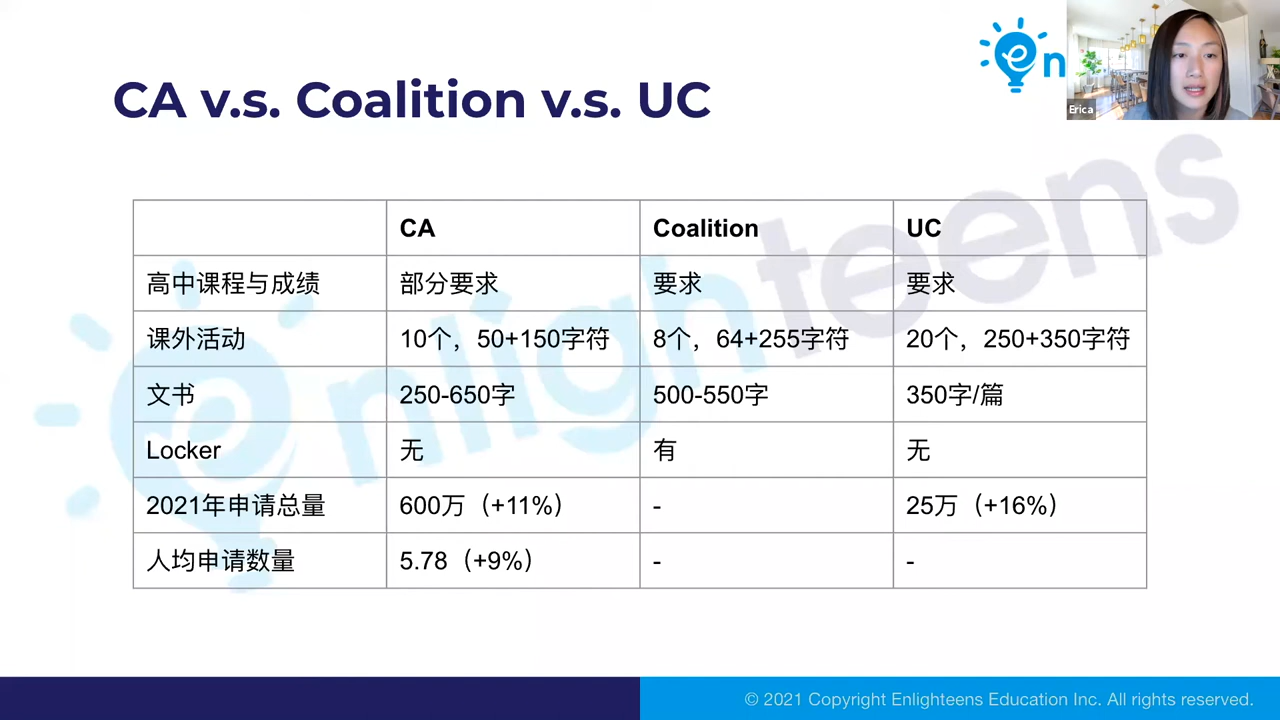 en
Erica
CA v.s. Coalition v.s. UC
CA Coalition UC
高中课程与成绩 部分要求 要求 要求
课外活动 10个，50+150字符 8个，64+255字符 20个，250+350字符
文书 250-650字 500-550字 350字/篇
Locker 无 有 无
2021年申请总量 600万（+11%） - 25万（+16%）
人均申请数量 5.78（+9%） - -
enlighteens
© 2021 Copyright Enlighteens Education Inc. All rights reserved.